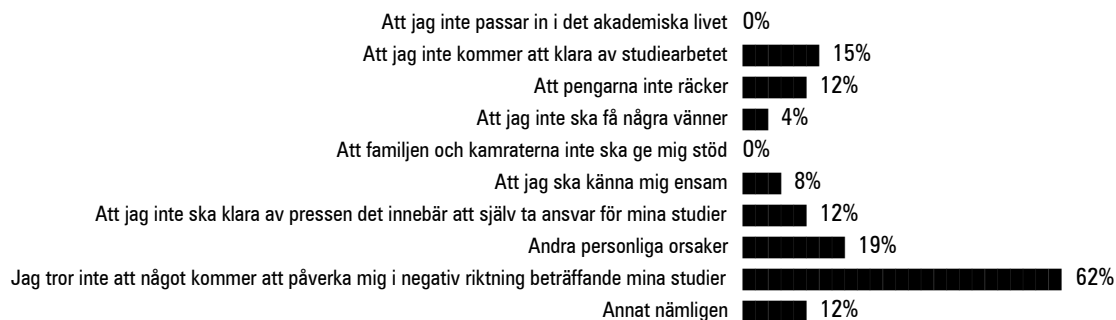 Att jag inte passar in i det akademiska livet 0%
Att jag inte kommer att klara av studiearbetet 15%
Att pengarna inte räcker 12%
Att jag inte ska få några vänner 4%
Att familjen och kamraterna inte ska ge mig stöd 0%
Att jag ska känna mig ensam 8%
Att jag inte ska klara av pressen det innebär att själv ta ansvar för mina studier 12%
Andra personliga orsaker 19%
Jag tror inte att något kommer att påverka mig i negativ riktning beträffande mina studier 62%
Annat nämligen 12%